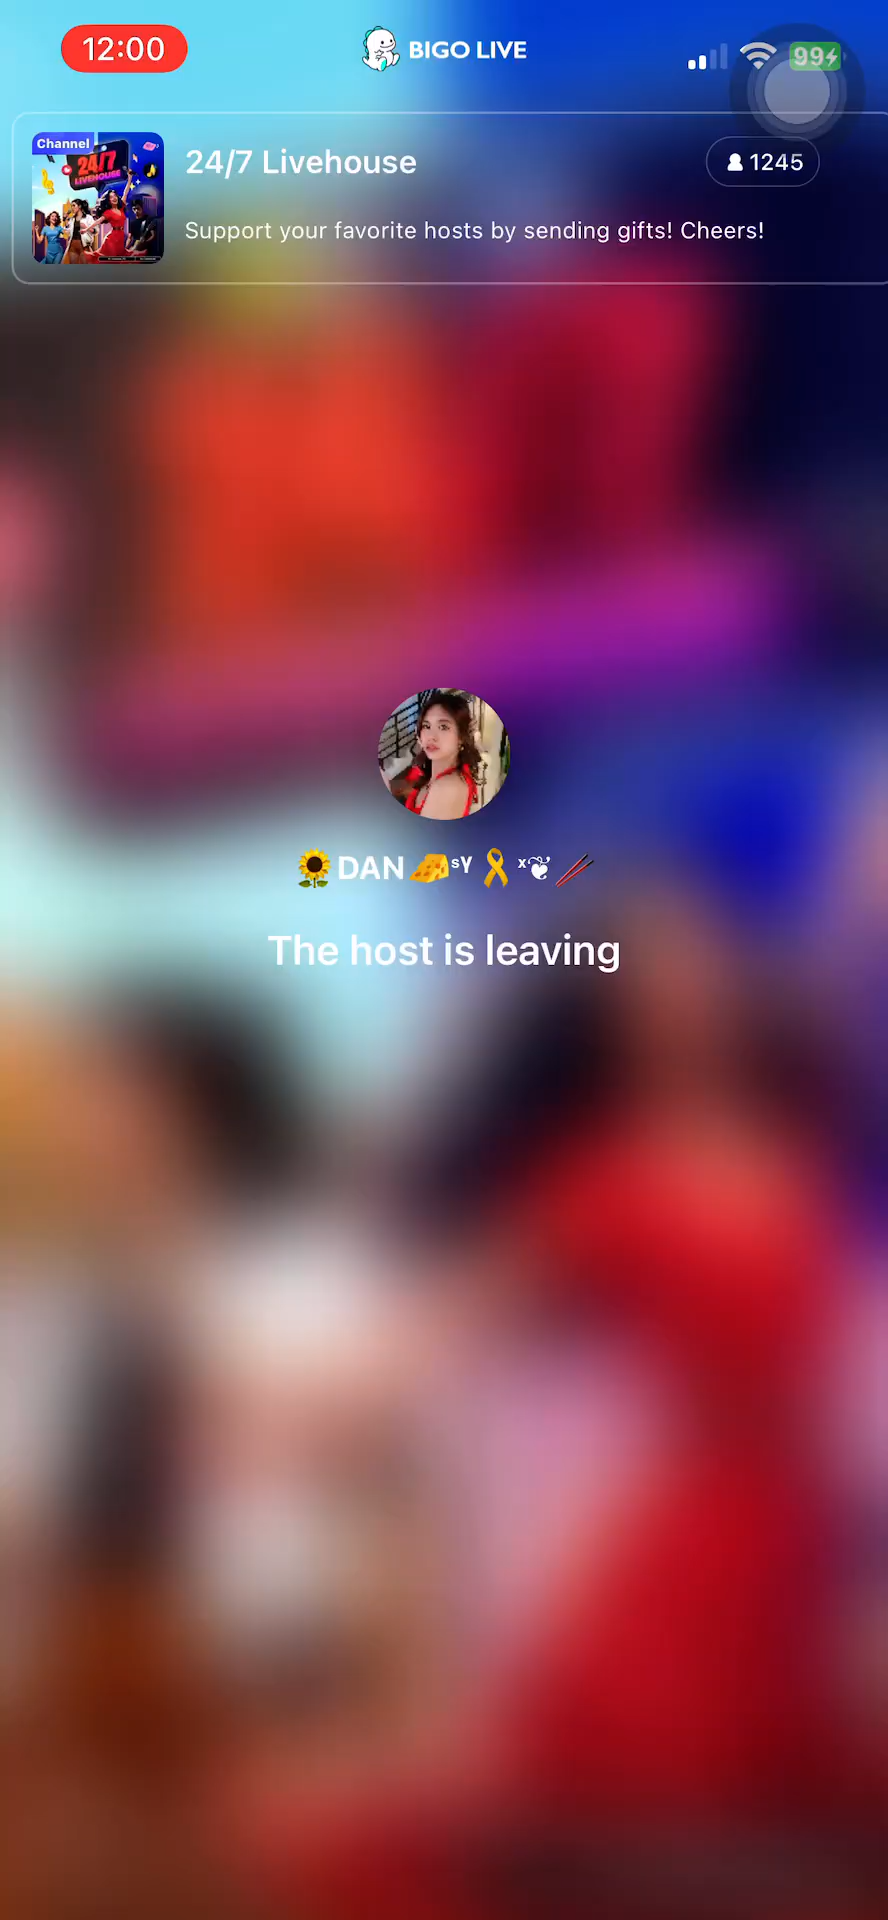 12:00
BIGO LIVE
99
Channel
24/7
LIVEHOUSE
24/7 Livehouse
1245
Support your favorite hosts by sending gifts! Cheers!
🌻DAN🧀ˢY🎗️ˣ❦🥢
The host is leaving